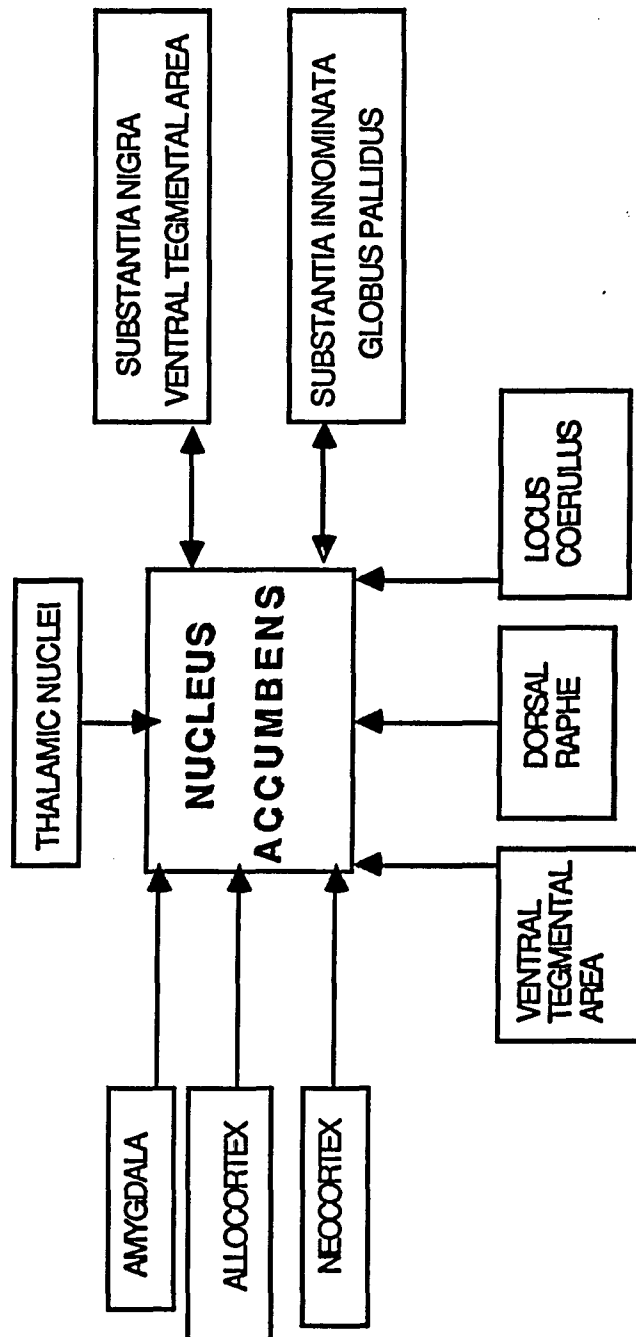 THALAMIC NUCLEI
AMYGDALA
ALLOCORTEX
NEOCORTEX
NUCLEUS
ACCUMBENS
SUBSTANTIA NIGRA
VENTRAL TEGMENTAL AREA
SUBSTANTIA INNOMINATA
GLOBUS PALLIDUS
VENTRAL
TEGMENTAL
AREA
DORSAL
RAPHE
LOCUS
COERULUS